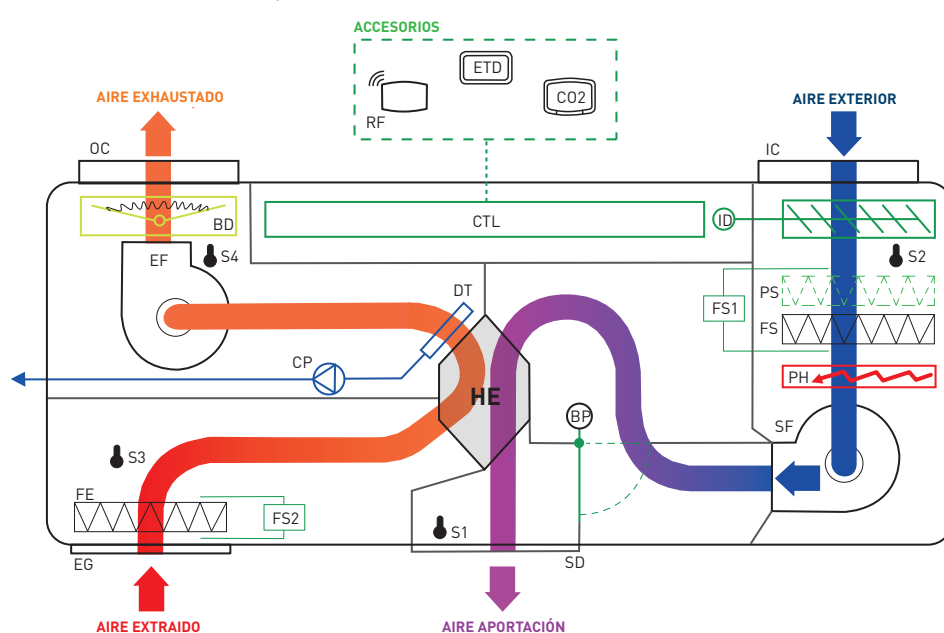 ACCESORIOS
ETD
CO2
RF
AIRE EXHAUSTADO
AIRE EXTERIOR
OC
IC
CTL
ID
BD
EF
S4
S2
PS
FS1
FS
DT
CP
PH
HE
BP
SF
S3
FE
FS2
S1
EG
SD
AIRE EXTRAIDO
AIRE APORTACIÓN